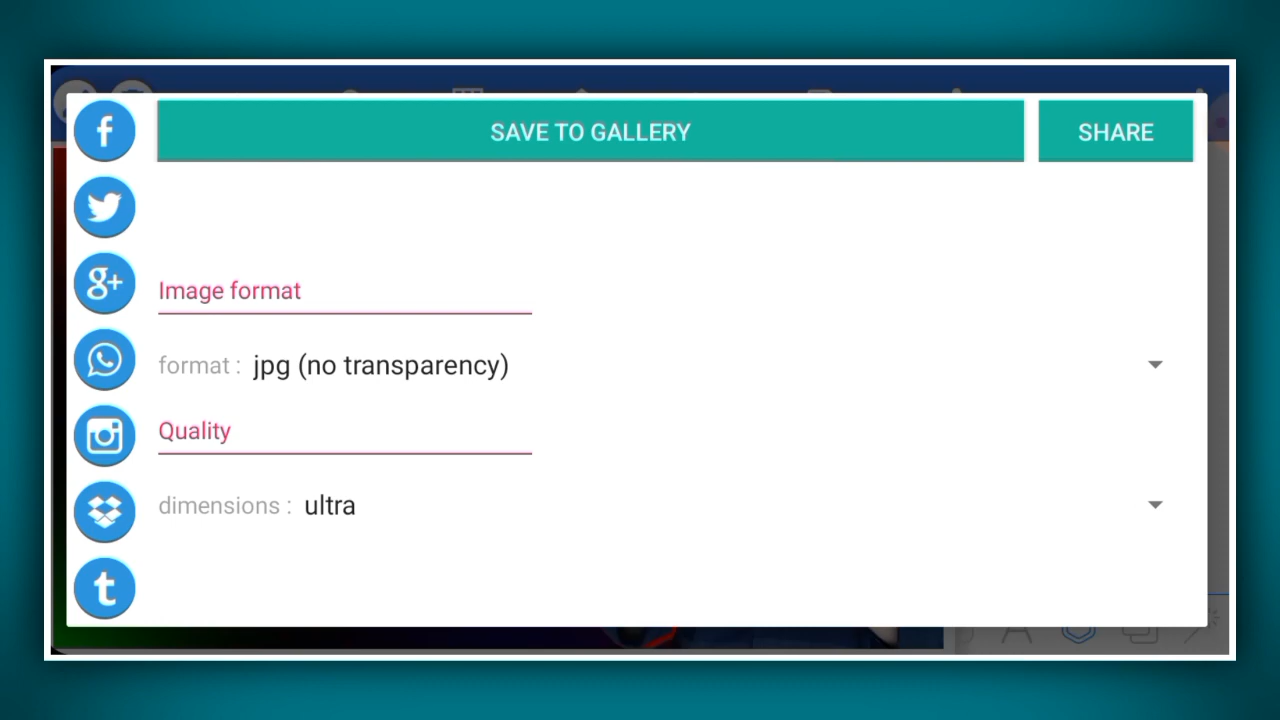 SAVE TO GALLERY
SHARE
Image format
format : jpg (no transparency)
Quality
dimensions : ultra